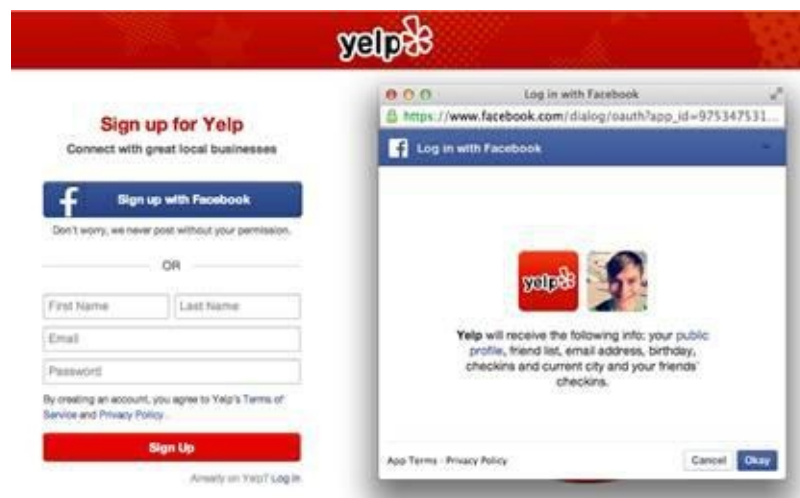 yelp
Sign up for Yelp
Connect with great local businesses
f Sign up with Facebook
Don't worry, we never post without your permission.
OR
First Name Last Name
Email
Password
By creating an account, you agree to Yelp's Terms of
Service and Privacy Policy.
Sign Up
Already on Yelp? Log in
Log in with Facebook
https://www.facebook.com/dialog/oauth?app_id=975347531...
f Log in with Facebook
yelp
Yelp will receive the following info: your public
profile, friend list, email address, birthday,
checkins and current city and your friends'
checkins.
App Terms · Privacy Policy Cancel Okay